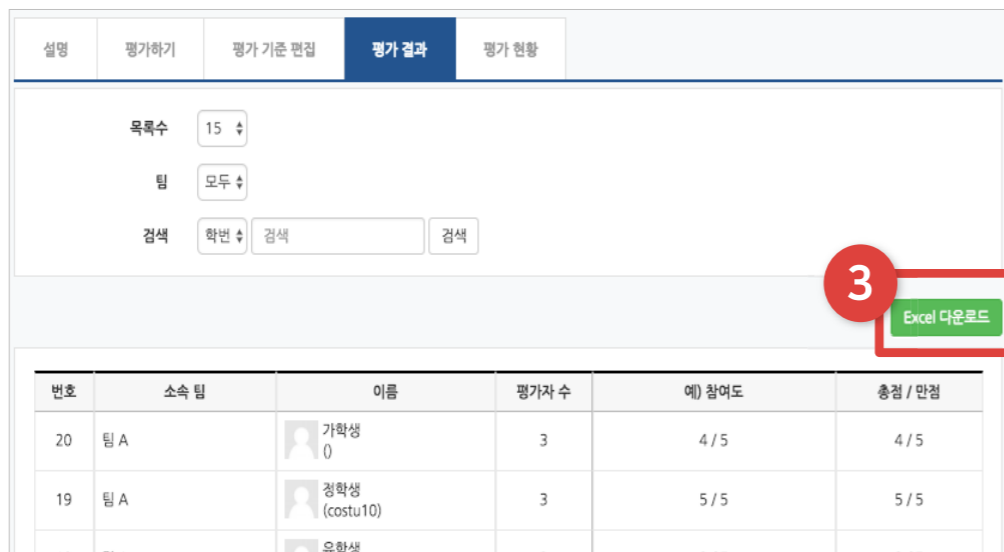 설명 평가하기 평가 기준 편집 평가 결과 평가 현황
목록수 15
팀 모두
검색 학번 검색 검색
3
Excel 다운로드
번호 소속 팀 이름 평가자 수 예) 참여도 총점 / 만점
20 팀 A 가학생 3 4 / 5 4 / 5
()
19 팀 A 정학생 3 5 / 5 5 / 5
(costu10)